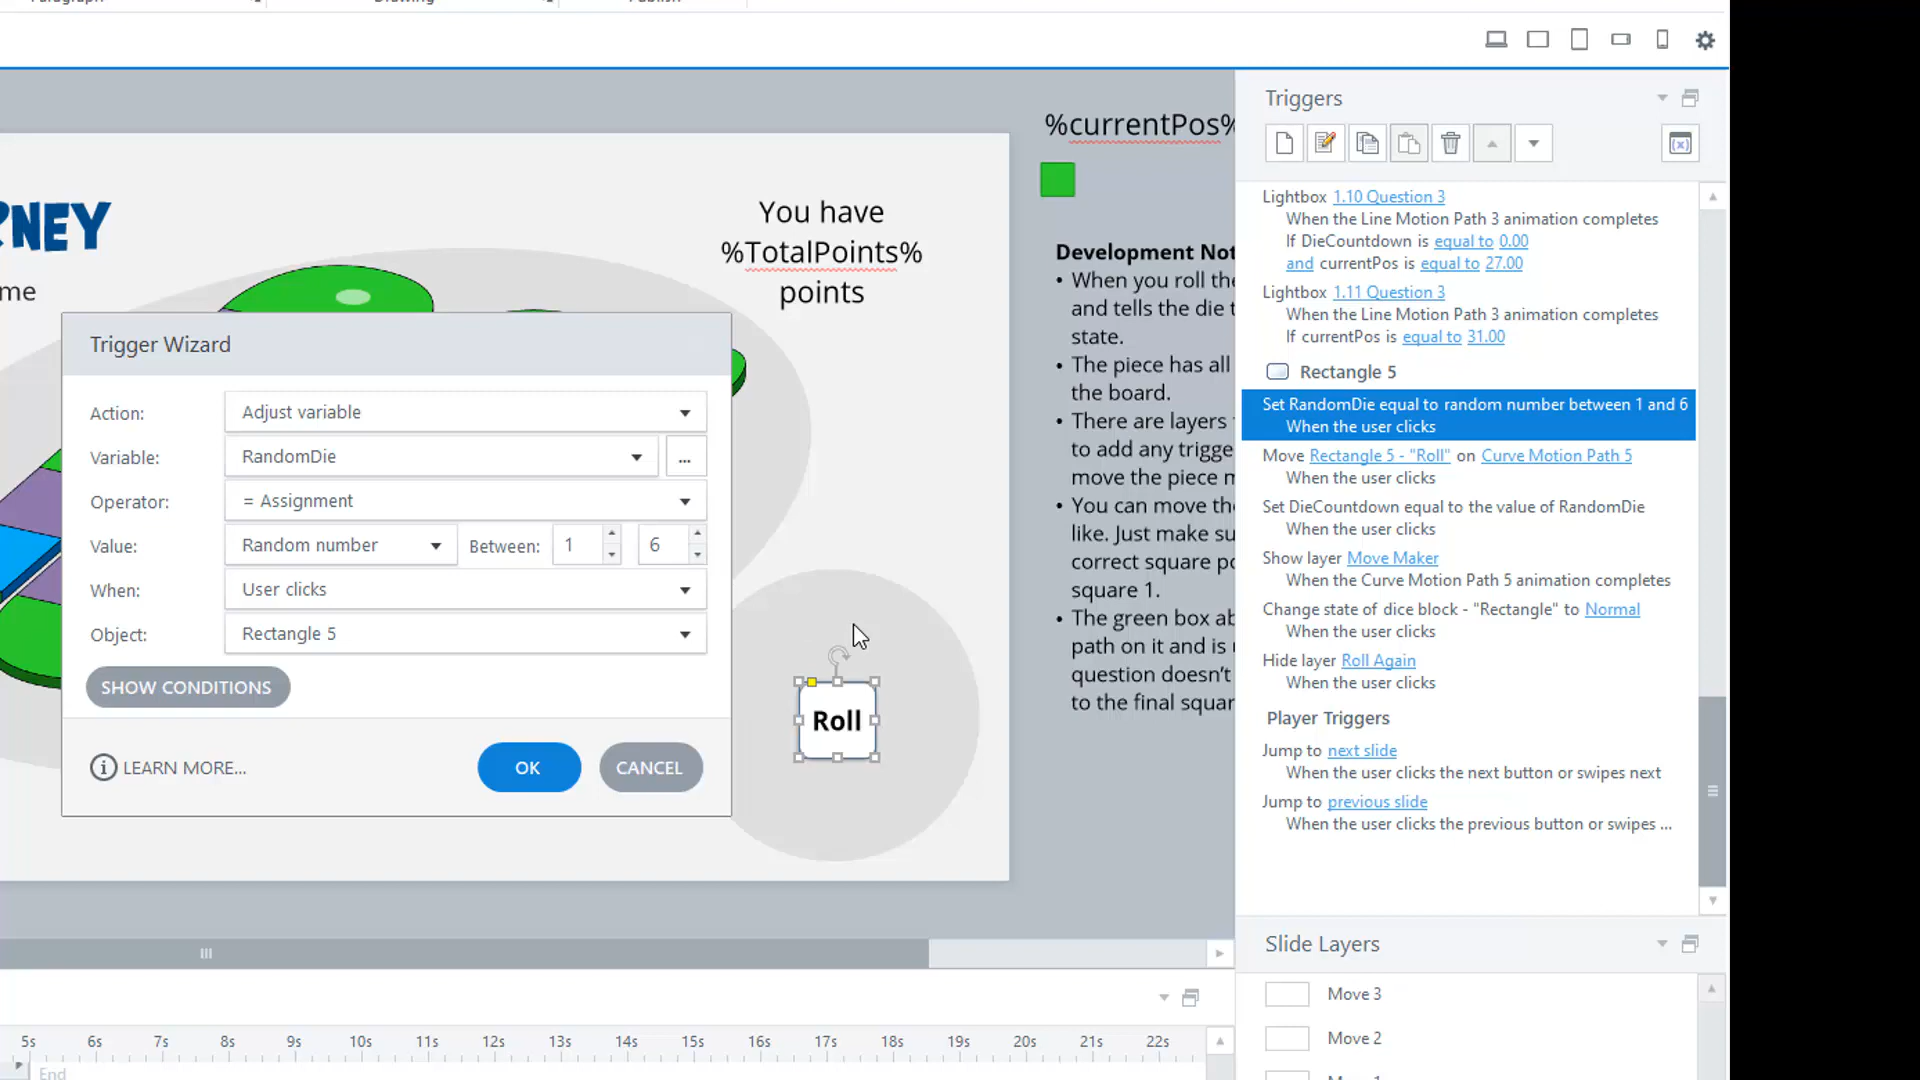 %currentPos%
Triggers
RNEY
me
You have
%TotalPoints%
points
Development Not
• When you roll the
and tells the die t
state.
• The piece has all
the board.
• There are layers
to add any trigge
move the piece m
• You can move the
like. Just make su
correct square po
square 1.
• The green box ab
path on it and is
question doesn't
to the final squar
Trigger Wizard
Action: Adjust variable
Variable: RandomDie ...
Operator: = Assignment
Value: Random number Between: 1 6
When: User clicks
Object: Rectangle 5
SHOW CONDITIONS
LEARN MORE... OK CANCEL
Roll
Lightbox 1.10 Question 3
When the Line Motion Path 3 animation completes
If DieCountdown is equal to 0.00
and currentPos is equal to 27.00
Lightbox 1.11 Question 3
When the Line Motion Path 3 animation completes
If currentPos is equal to 31.00
Rectangle 5
Set RandomDie equal to random number between 1 and 6
When the user clicks
Move Rectangle 5 - "Roll" on Curve Motion Path 5
When the user clicks
Set DieCountdown equal to the value of RandomDie
When the user clicks
Show layer Move Maker
When the Curve Motion Path 5 animation completes
Change state of dice block - "Rectangle" to Normal
When the user clicks
Hide layer Roll Again
When the user clicks
Player Triggers
Jump to next slide
When the user clicks the next button or swipes next
Jump to previous slide
When the user clicks the previous button or swipes ...
Slide Layers
Move 3
Move 2
5s 6s 7s 8s 9s 10s 11s 12s 13s 14s 15s 16s 17s 18s 19s 20s 21s 22s
End